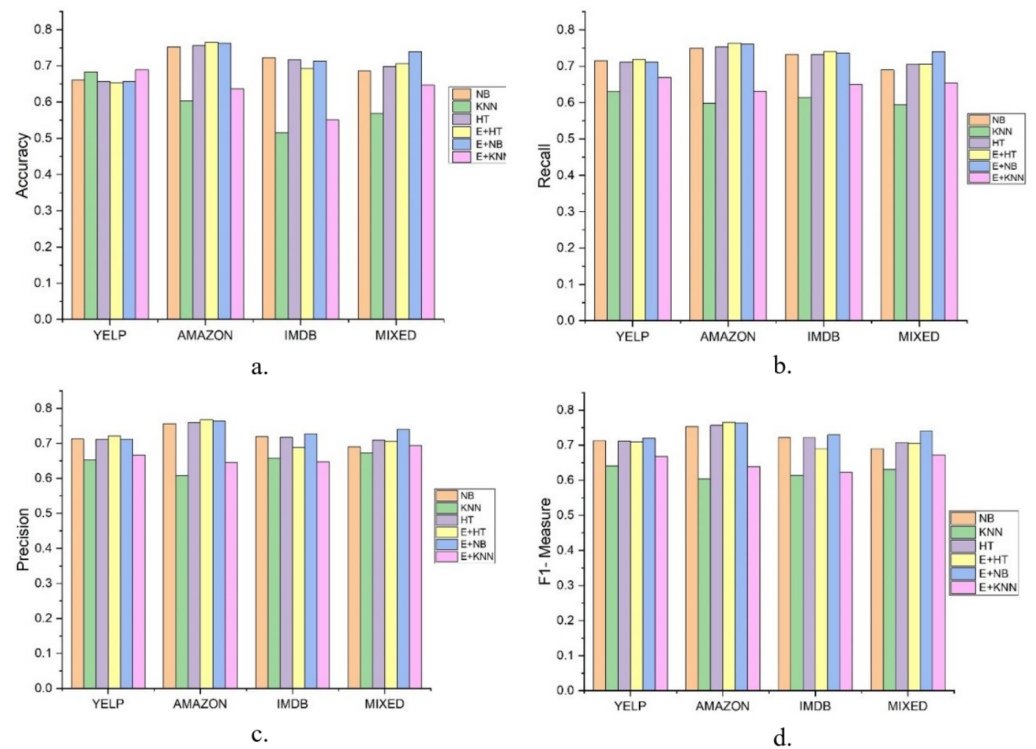 0.8
0.7
0.6
0.5
0.4
0.3
0.2
0.1
0.0
Accuracy
YELP AMAZON IMDB MIXED
NB
KNN
HT
E+HT
E+NB
E+KNN
a.
0.8
0.7
0.6
0.5
0.4
0.3
0.2
0.1
0.0
Recall
YELP AMAZON IMDB MIXED
NB
KNN
HT
E+HT
E+NB
E+KNN
b.
0.8
0.7
0.6
0.5
0.4
0.3
0.2
0.1
0.0
Precision
YELP AMAZON IMDB MIXED
NB
KNN
HT
E+HT
E+NB
E+KNN
c.
0.8
0.7
0.6
0.5
0.4
0.3
0.2
0.1
0.0
F1- Measure
YELP AMAZON IMDB MIXED
NB
KNN
HT
E+HT
E+NB
E+KNN
d.